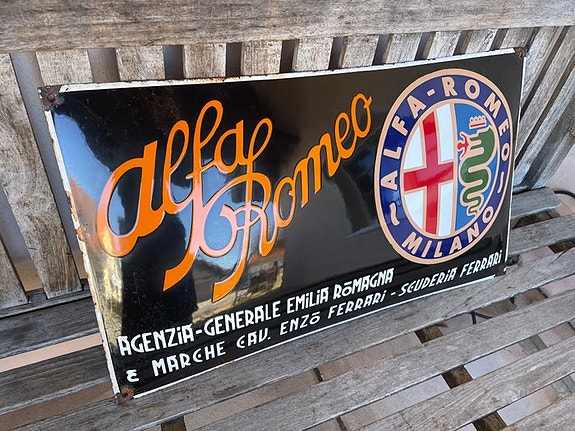 alfa Romeo
ALFA-ROMEO
MILANO
AGENZiA-GENERALE EMiLiA ROMAGNA
& MARCHE CAV. ENZO FERRARi - SCUDERiA FERRARi